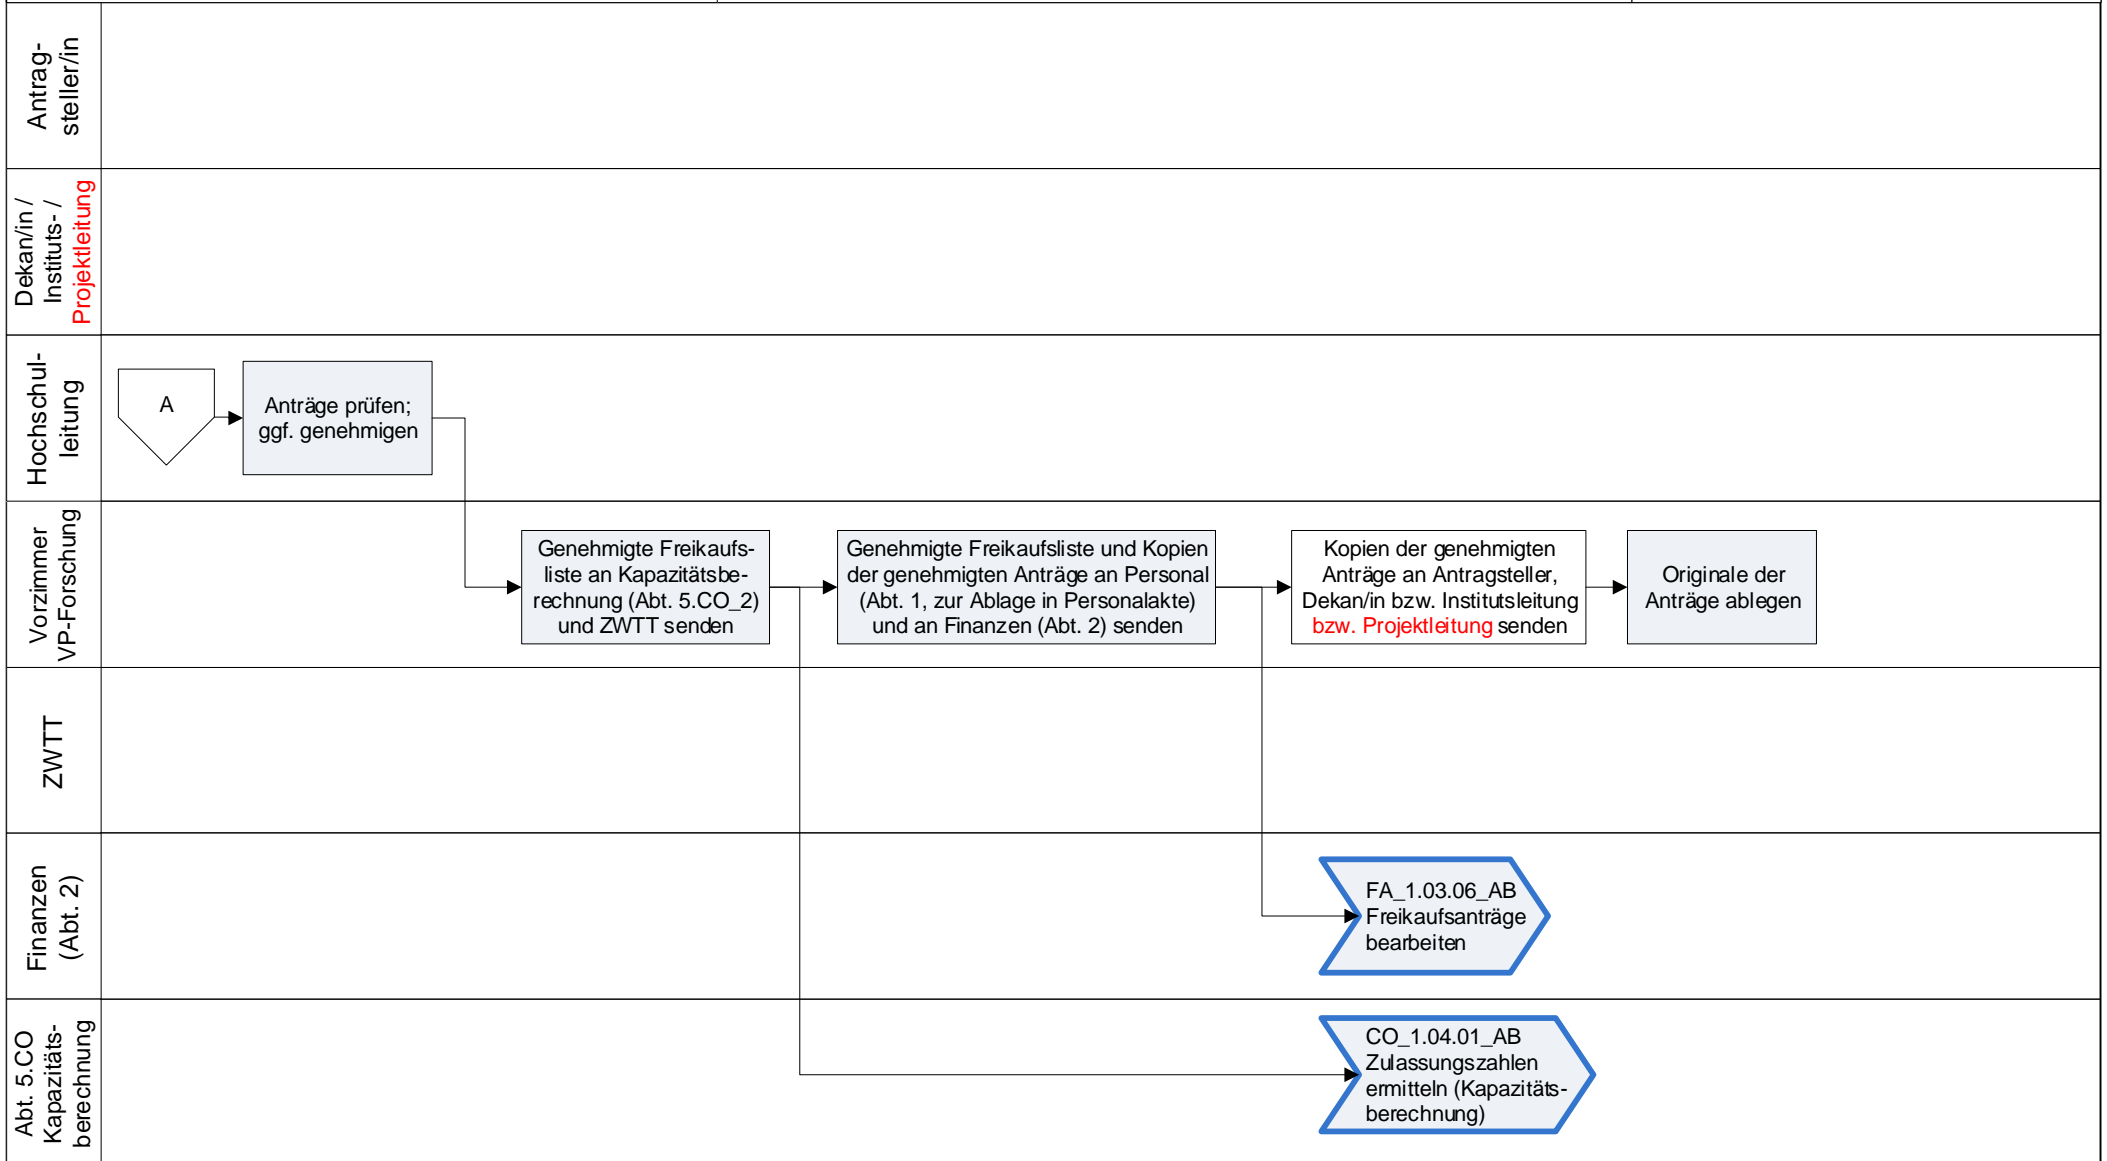 Antrag-
steller/in
Dekan/in /
Instituts- /
Projektleitung
Hochschul-
leitung
A
Anträge prüfen;
ggf. genehmigen
Vorzimmer
VP-Forschung
Genehmigte Freikaufs-
liste an Kapazitätsbe-
rechnung (Abt. 5.CO_2)
und ZWTT senden
Genehmigte Freikaufsliste und Kopien
der genehmigten Anträge an Personal
(Abt. 1, zur Ablage in Personalakte)
und an Finanzen (Abt. 2) senden
Kopien der genehmigten
Anträge an Antragsteller,
Dekan/in bzw. Institutsleitung
bzw. Projektleitung senden
Originale der
Anträge ablegen
ZWTT
Finanzen
(Abt. 2)
FA_1.03.06_AB
Freikaufsanträge
bearbeiten
Abt. 5.CO
Kapazitäts-
berechnung
CO_1.04.01_AB
Zulassungszahlen
ermitteln (Kapazitäts-
berechnung)